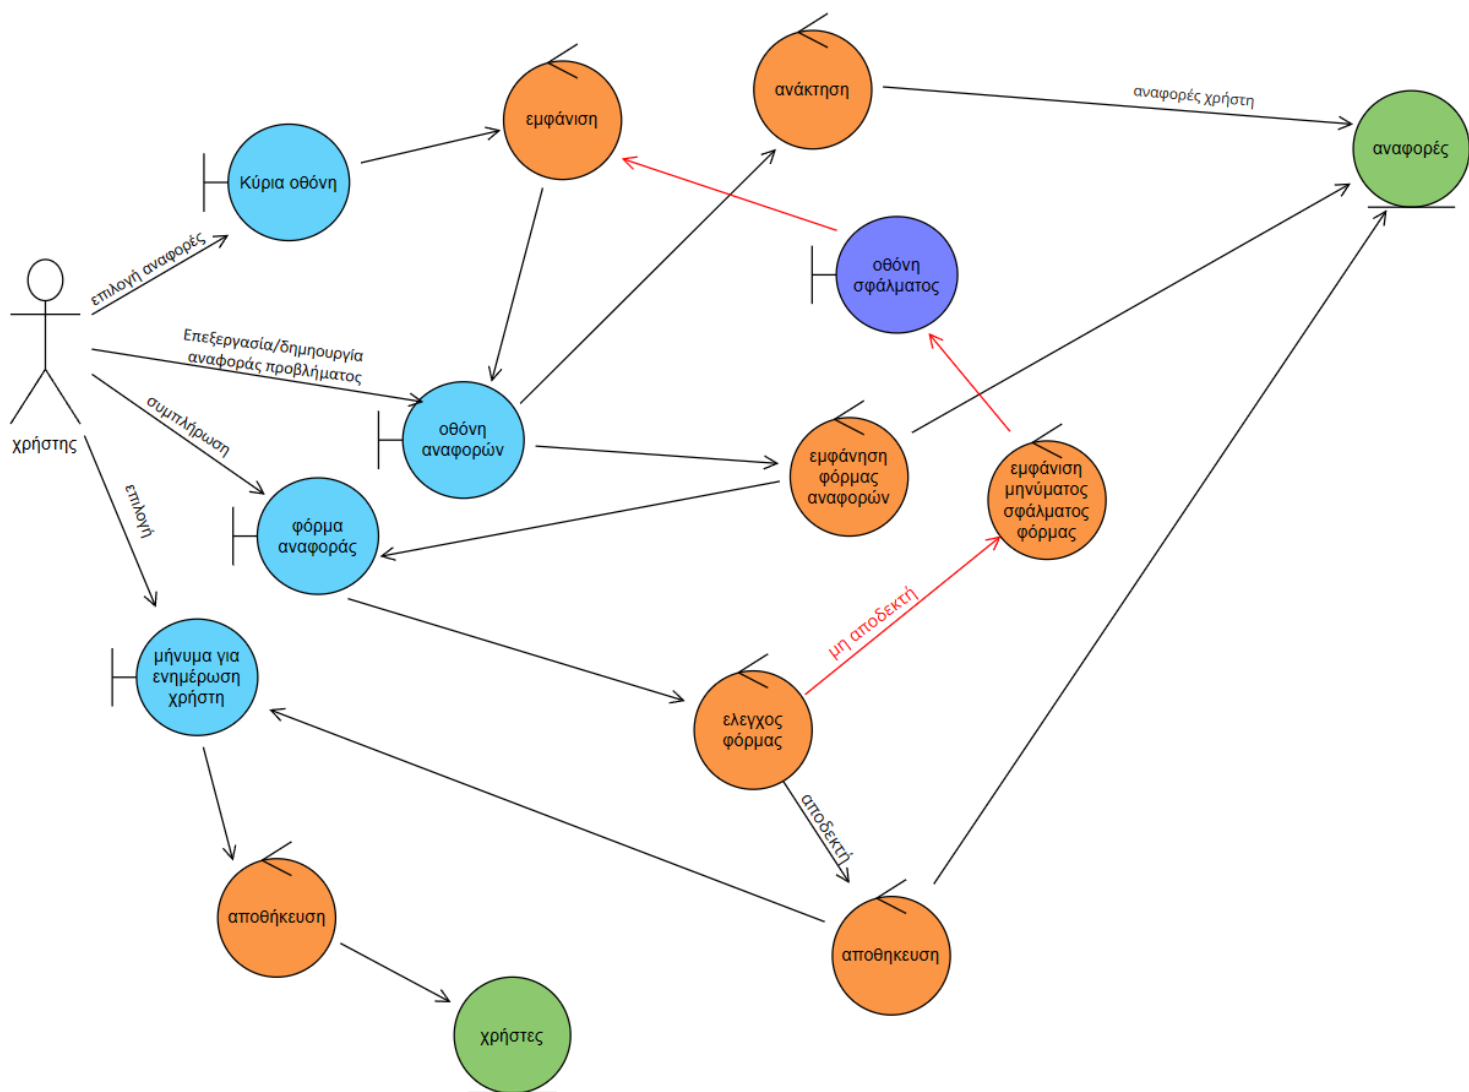 ανάκτηση
αναφορές χρήστη
εμφάνιση
αναφορές
Κύρια οθόνη
επιλογή αναφορές
οθόνη
σφάλματος
Επεξεργασία/δημηουργία
αναφοράς προβλήματος
συμπλήρωση
χρήστης
οθόνη
αναφορών
εμφάνηση
φόρμας
αναφορών
εμφάνιση
μηνύματος
σφάλματος
φόρμας
επιλογή
φόρμα
αναφοράς
μη αποδεκτή
μήνυμα για
ενημέρωση
χρήστη
ελεγχος
φόρμας
αποδεκτή
αποθήκευση
αποθηκευση
χρήστες